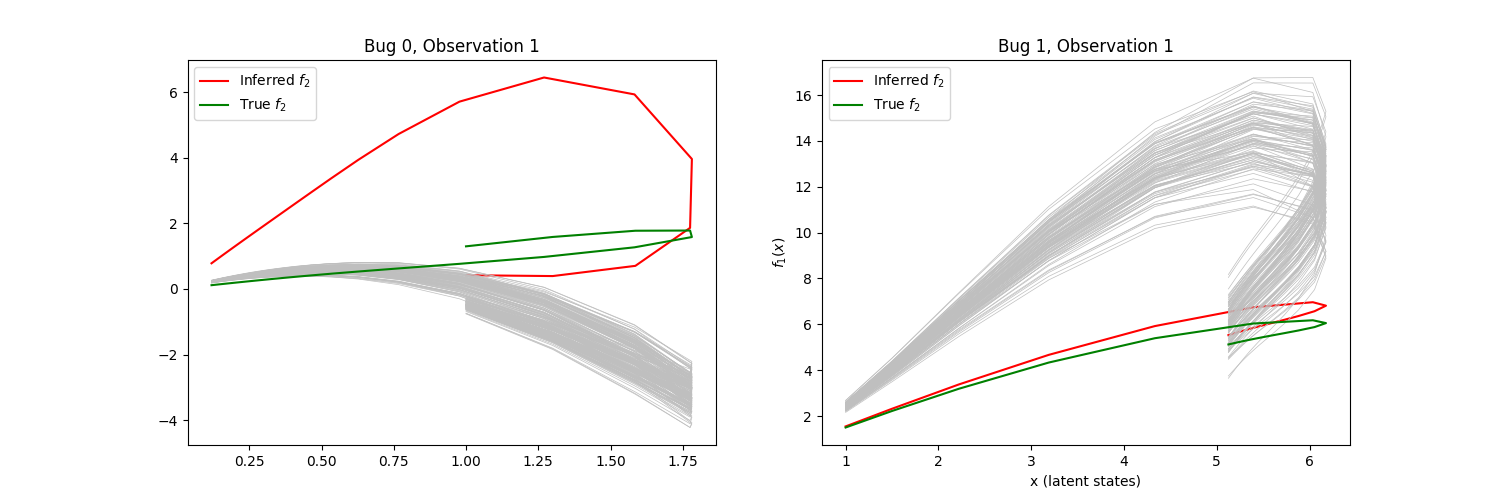 Bug 0, Observation 1
Inferred f₂
True f₂
6
4
2
0
−2
−4
0.25 0.50 0.75 1.00 1.25 1.50 1.75
Bug 1, Observation 1
Inferred f₂
True f₂
16
14
12
10
8
6
4
2
f₁(x)
1 2 3 4 5 6
x (latent states)